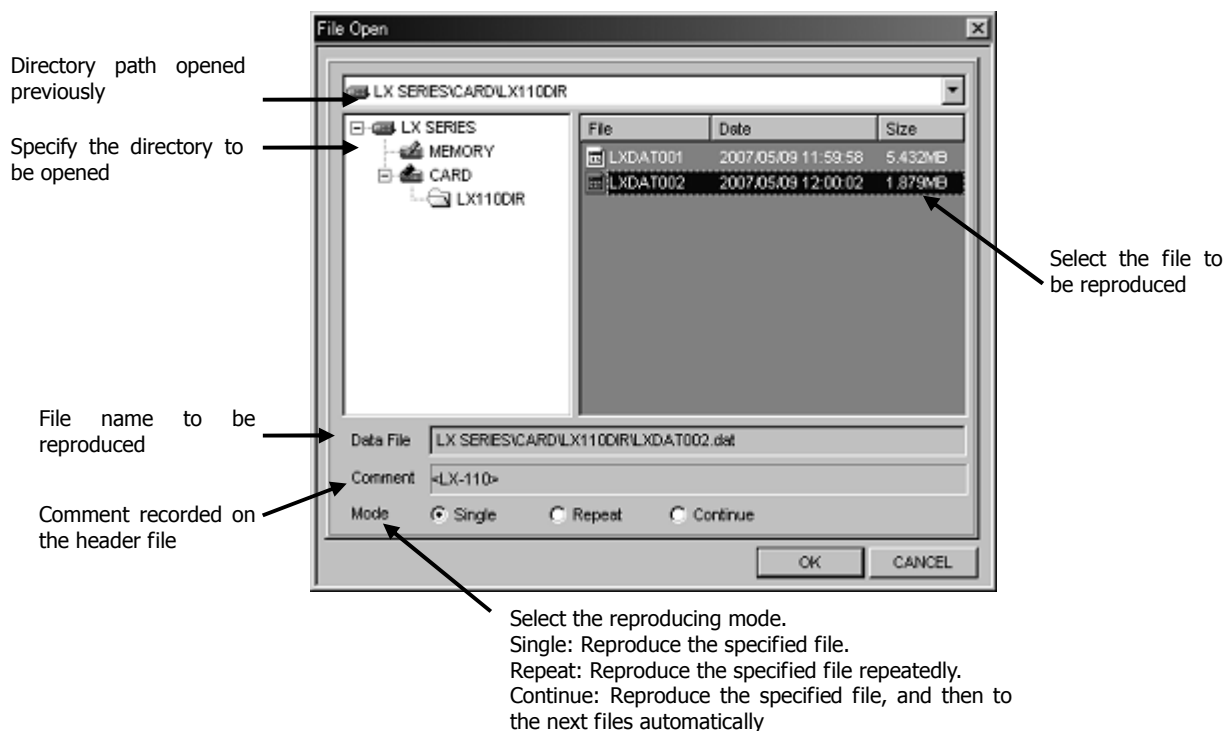 File Open
Directory path opened
previously
LX SERIES\CARD\LX110DIR
Specify the directory to
be opened
LX SERIES
MEMORY
CARD
LX110DIR
File Date Size
LXDAT001 2007/05/09 11:59:58 5.432MB
LXDAT002 2007/05/09 12:00:02 1.879MB
Select the file to
be reproduced
File name to be
reproduced
Data File LX SERIES\CARD\LX110DIR\LXDAT002.dat
Comment <LX-110>
Comment recorded on
the header file
Mode Single Repeat Continue
OK CANCEL
Select the reproducing mode.
Single: Reproduce the specified file.
Repeat: Reproduce the specified file repeatedly.
Continue: Reproduce the specified file, and then to
the next files automatically